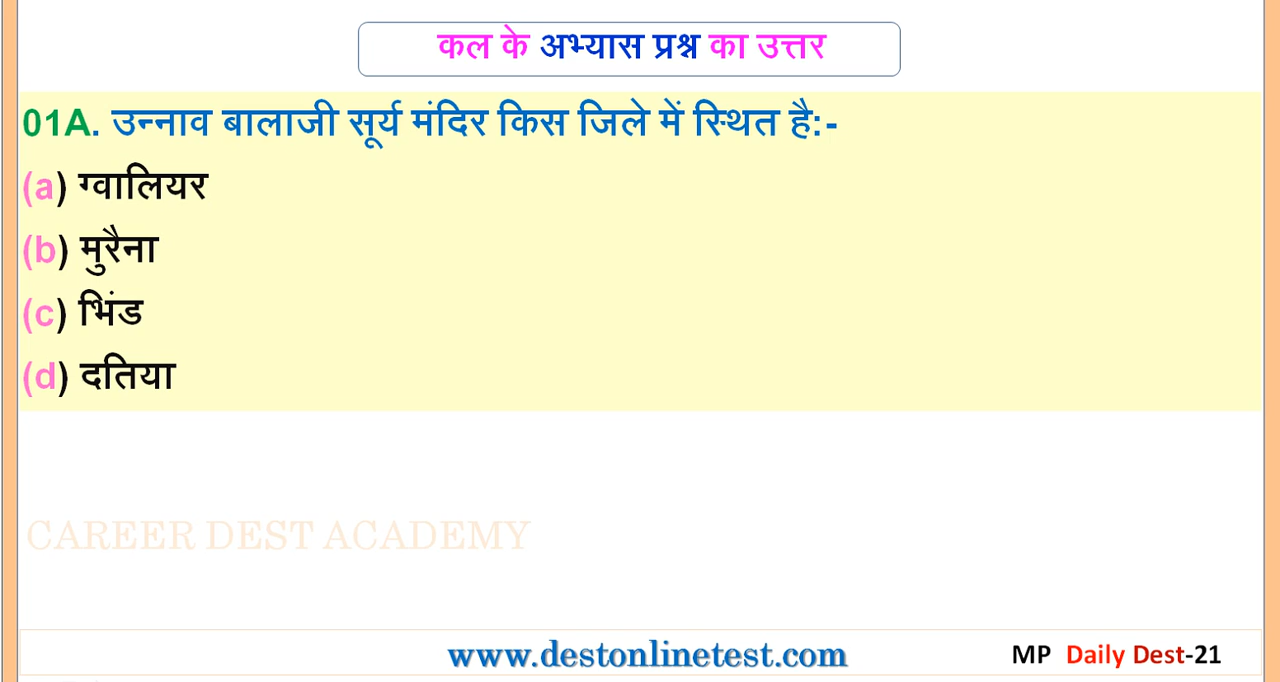 कल के अभ्यास प्रश्न का उत्तर
01A. उन्नाव बालाजी सूर्य मंदिर किस जिले में स्थित है:-
(a) ग्वालियर
(b) मुरैना
(c) भिंड
(d) दतिया
CAREER DEST ACADEMY
www.destonlinetest.com MP Daily Dest-21